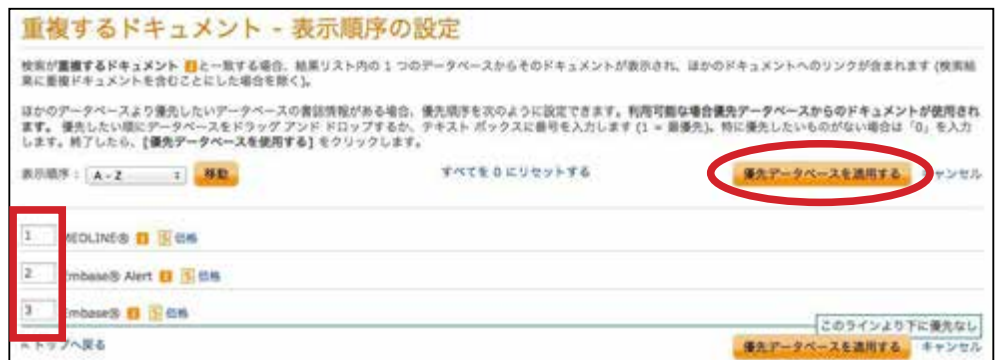 重複するドキュメント - 表示順序の設定
検索が重複するドキュメント i と一致する場合、結果リスト内の 1 つのデータベースからそのドキュメントが表示され、ほかのドキュメントへのリンクが含まれます (検索結
果に重複ドキュメントを含むことにした場合を除く)。
ほかのデータベースより優先したいデータベースの書誌情報がある場合、優先順序を次のように設定できます。利用可能な場合優先データベースからのドキュメントが使用され
ます。 優先したい順にデータベースをドラッグ アンド ドロップするか、テキスト ボックスに番号を入力します (1 = 最優先)。特に優先したいものがない場合は「0」を入力
します。終了したら、[優先データベースを使用する] をクリックします。
表示順序： A - Z 移動 すべてを 0 にリセットする 優先データベースを適用する キャンセル
1 MEDLINE® i $ 価格
2 Embase® Alert i $ 価格
3 Embase® i $ 価格
このラインより下に優先なし
トップへ戻る 優先データベースを適用する キャンセル